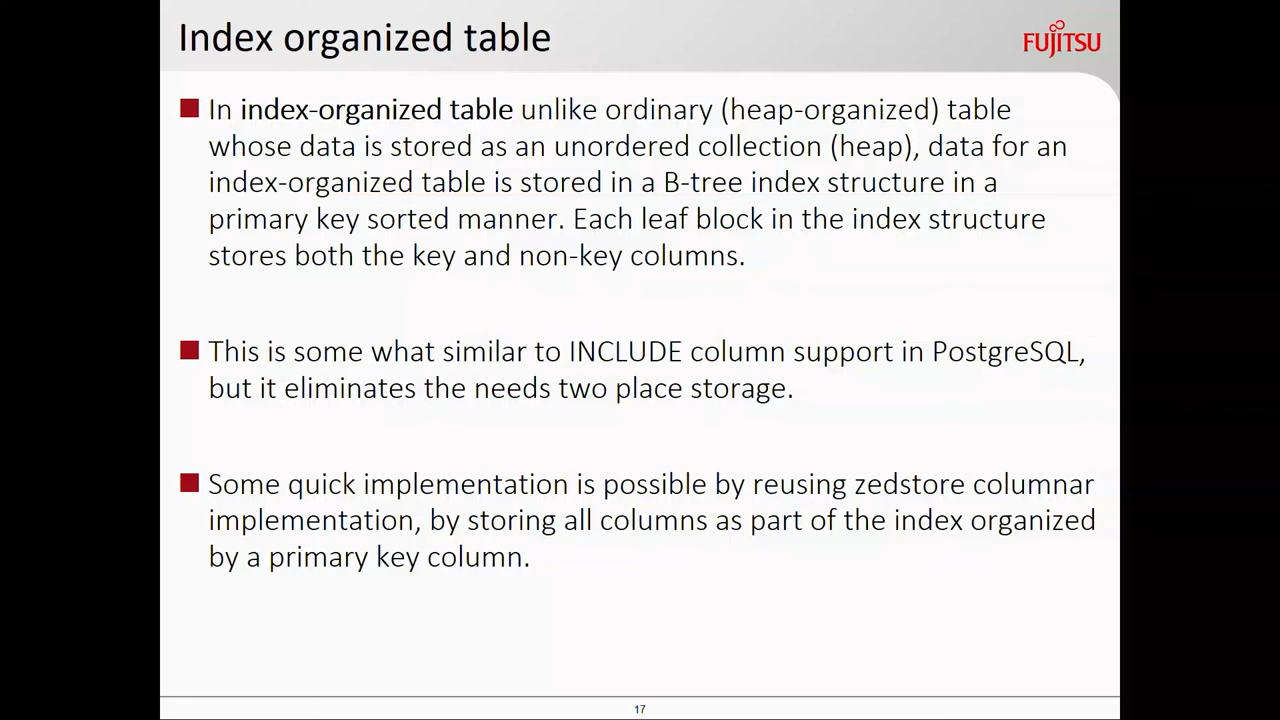 Index organized table
FUJITSU
In index-organized table unlike ordinary (heap-organized) table
whose data is stored as an unordered collection (heap), data for an
index-organized table is stored in a B-tree index structure in a
primary key sorted manner. Each leaf block in the index structure
stores both the key and non-key columns.
This is some what similar to INCLUDE column support in PostgreSQL,
but it eliminates the needs two place storage.
Some quick implementation is possible by reusing zedstore columnar
implementation, by storing all columns as part of the index organized
by a primary key column.
17